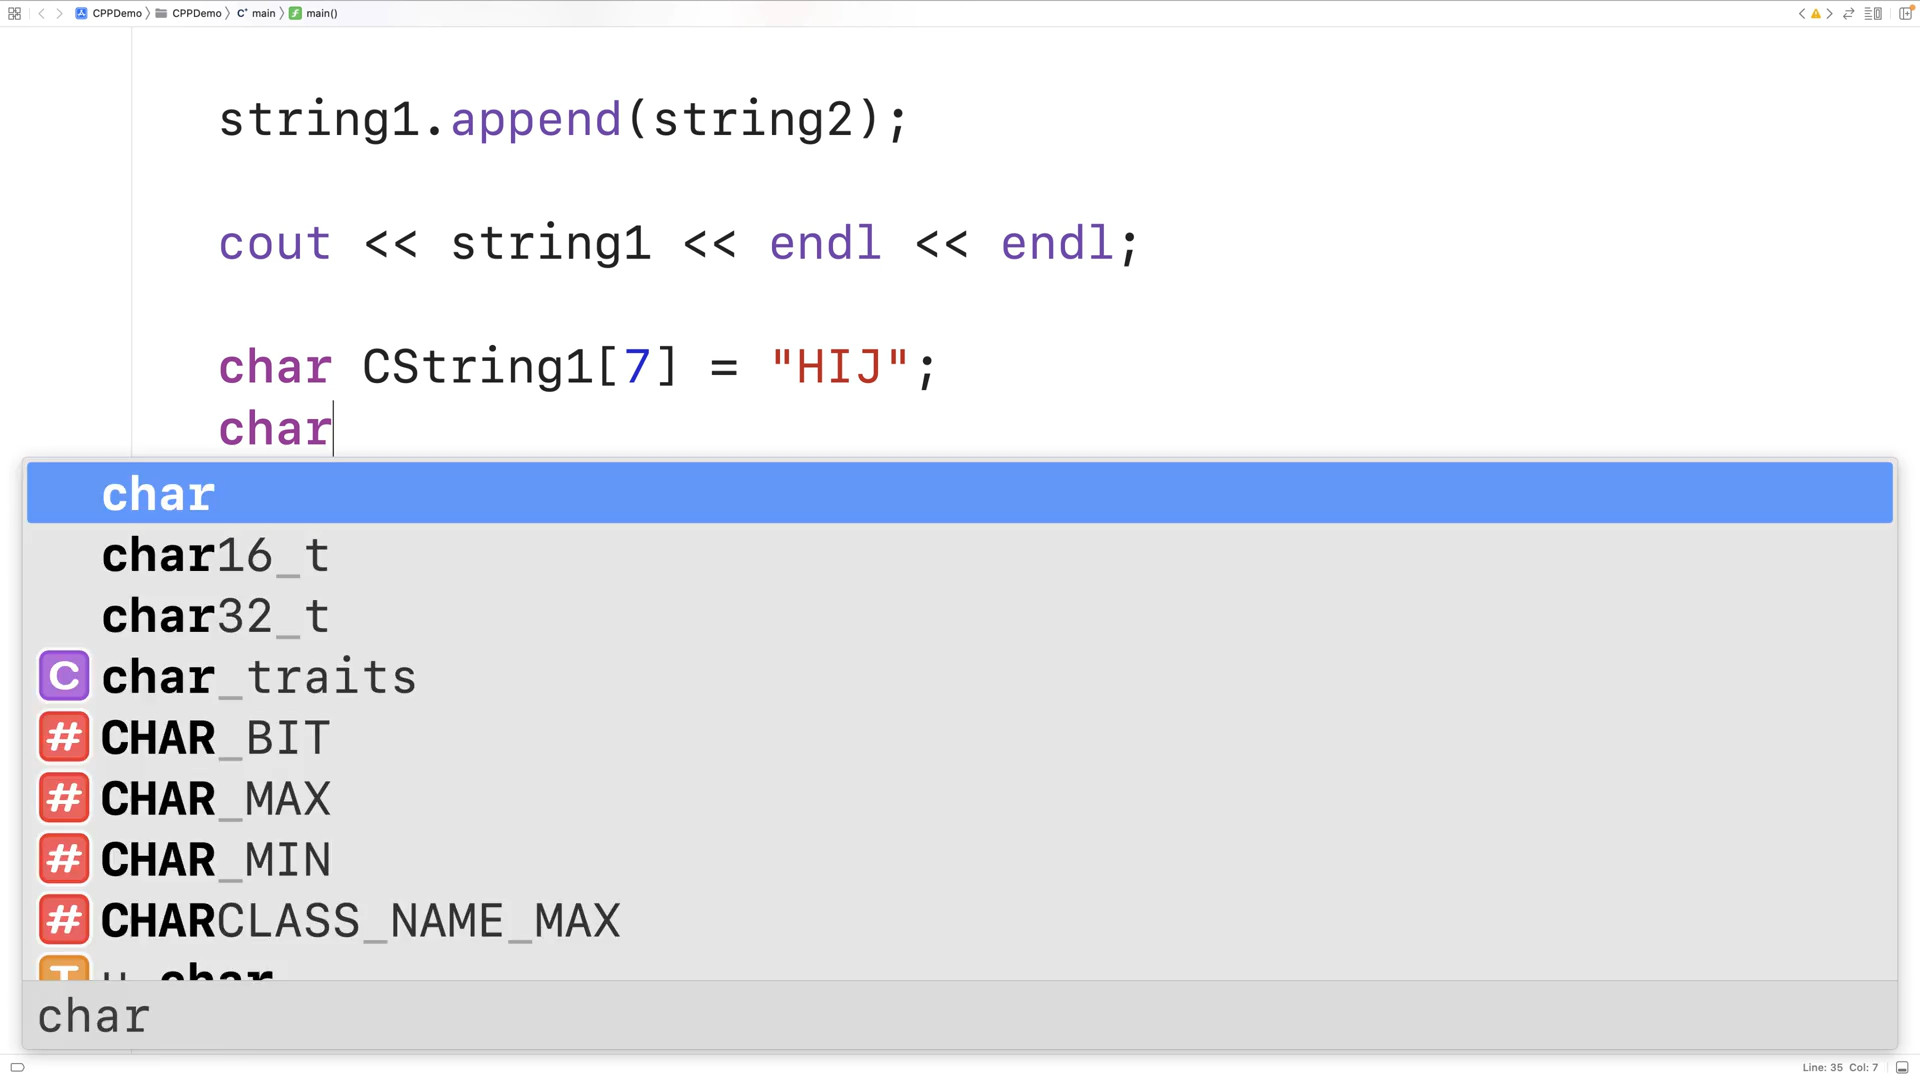 CPPDemo CPPDemo C+ main f main()
string1.append(string2);
cout << string1 << endl << endl;
char CString1[7] = "HIJ";
char
char
char16_t
char32_t
C char_traits
# CHAR_BIT
# CHAR_MAX
# CHAR_MIN
# CHARCLASS_NAME_MAX
T u_char
char
Line: 35 Col: 7